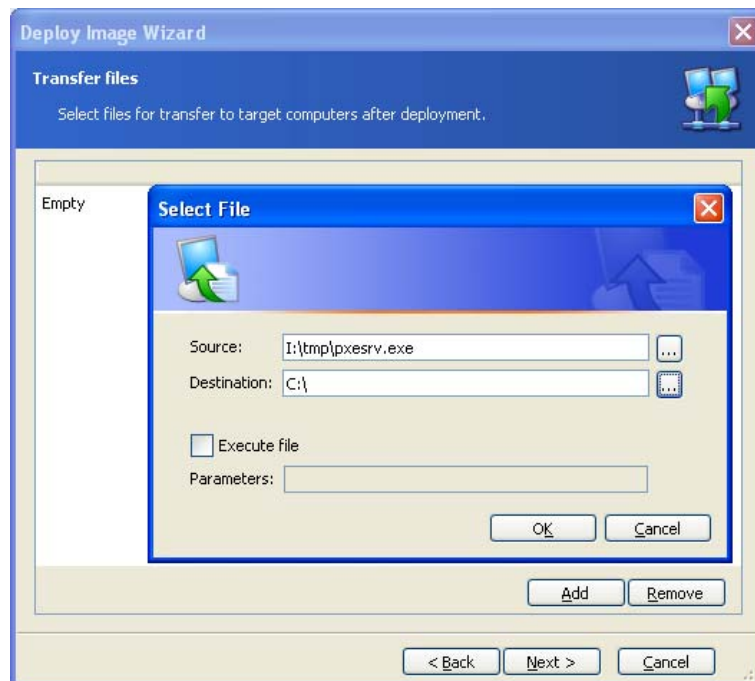 Deploy Image Wizard
Transfer files
Select files for transfer to target computers after deployment.
Empty
Select File
Source: I:\tmp\pxesrv.exe ...
Destination: C:\ ...
Execute file
Parameters:
OK Cancel
Add Remove
< Back Next > Cancel